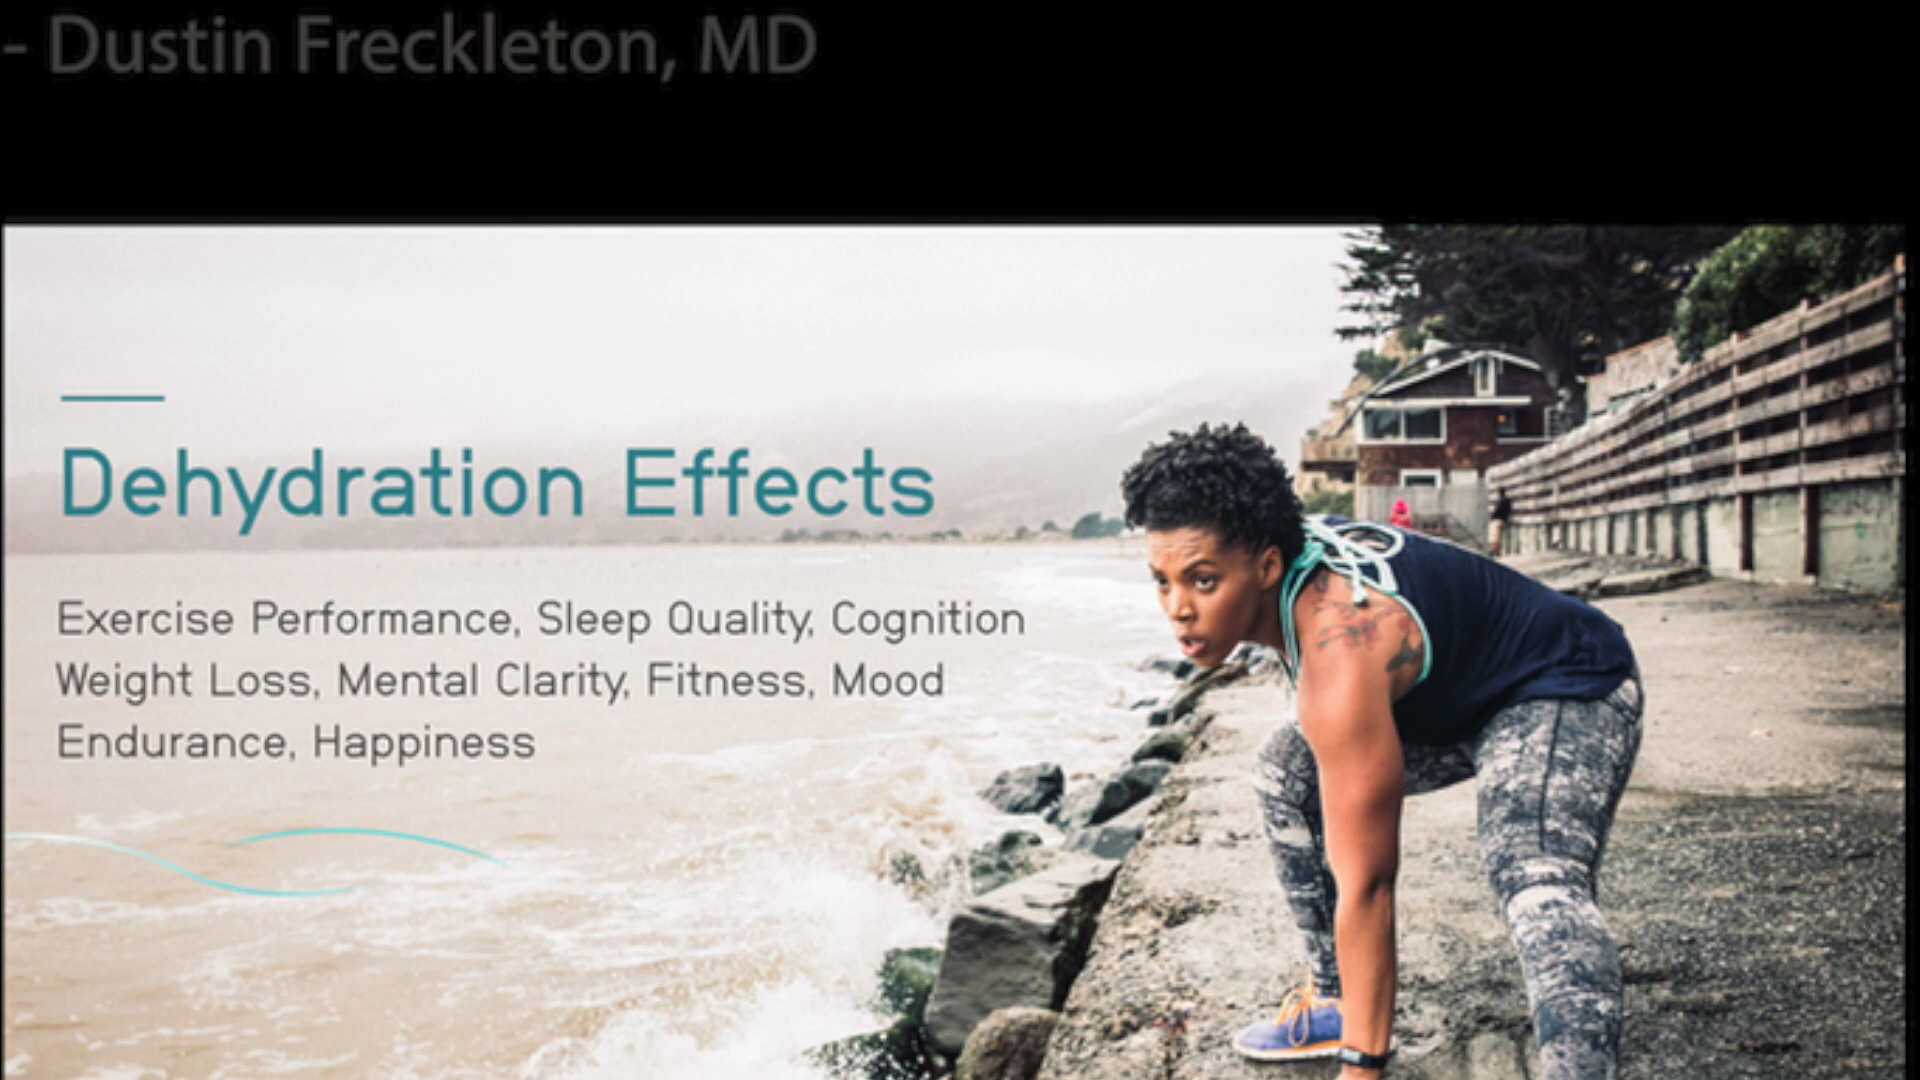 - Dustin Freckleton, MD
Dehydration Effects
Exercise Performance, Sleep Quality, Cognition
Weight Loss, Mental Clarity, Fitness, Mood
Endurance, Happiness